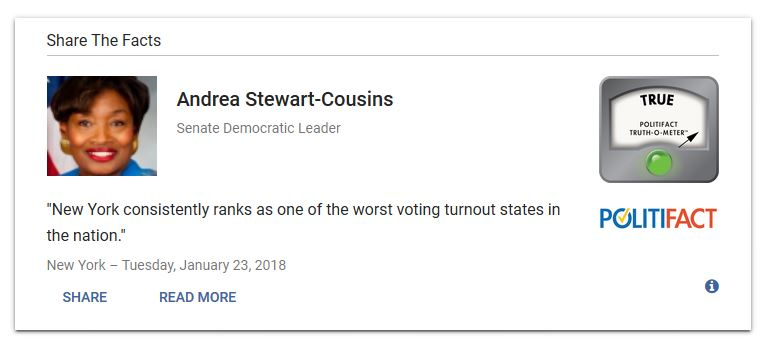 Share The Facts
Andrea Stewart-Cousins
Senate Democratic Leader
TRUE
POLITIFACT
TRUTH-O-METER™
"New York consistently ranks as one of the worst voting turnout states in
the nation."
POLITIFACT
New York – Tuesday, January 23, 2018
SHARE READ MORE